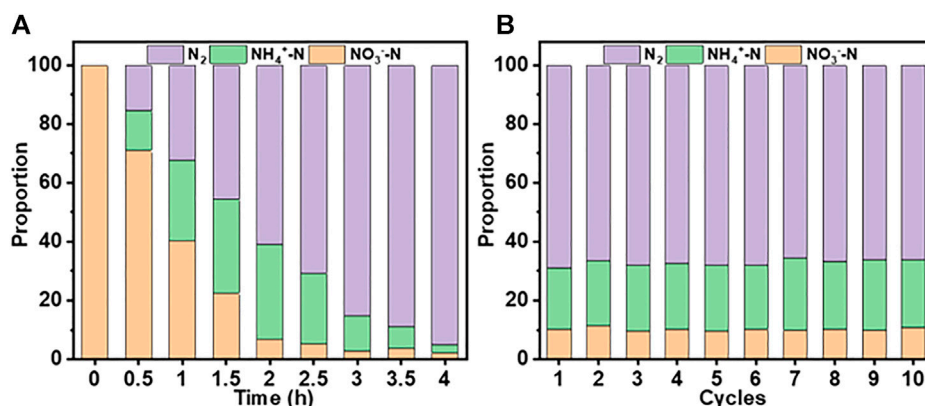 A
N₂ NH₄⁺-N NO₃⁻-N
100
80
60
40
20
0
Proportion
0 0.5 1 1.5 2 2.5 3 3.5 4
Time (h)
B
N₂ NH₄⁺-N NO₃⁻-N
100
80
60
40
20
0
Proportion
1 2 3 4 5 6 7 8 9 10
Cycles